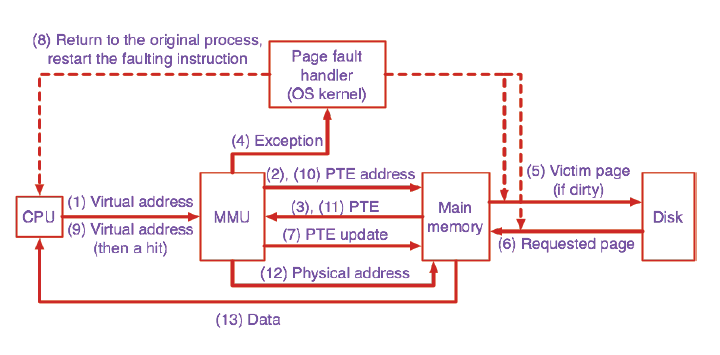 (8) Return to the original process,
restart the faulting instruction
Page fault
handler
(OS kernel)
(4) Exception
(2), (10) PTE address
(5) Victim page
(if dirty)
(1) Virtual address
CPU
(9) Virtual address
(then a hit)
MMU
(3), (11) PTE
Main
memory
Disk
(7) PTE update
(6) Requested page
(12) Physical address
(13) Data